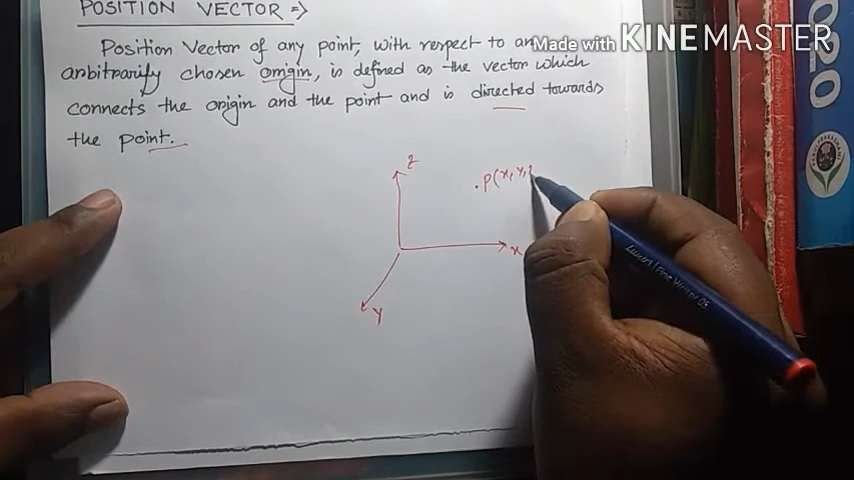 POSITION VECTOR ⇒
Position Vector of any point, with respect to an
Made with KINEMASTER
arbitrarily chosen origin, is defined as the vector which
connects the origin and the point and is directed towards
the point.
z
P(x, y, z
x
y
2020
Luxor Fine Writer 05